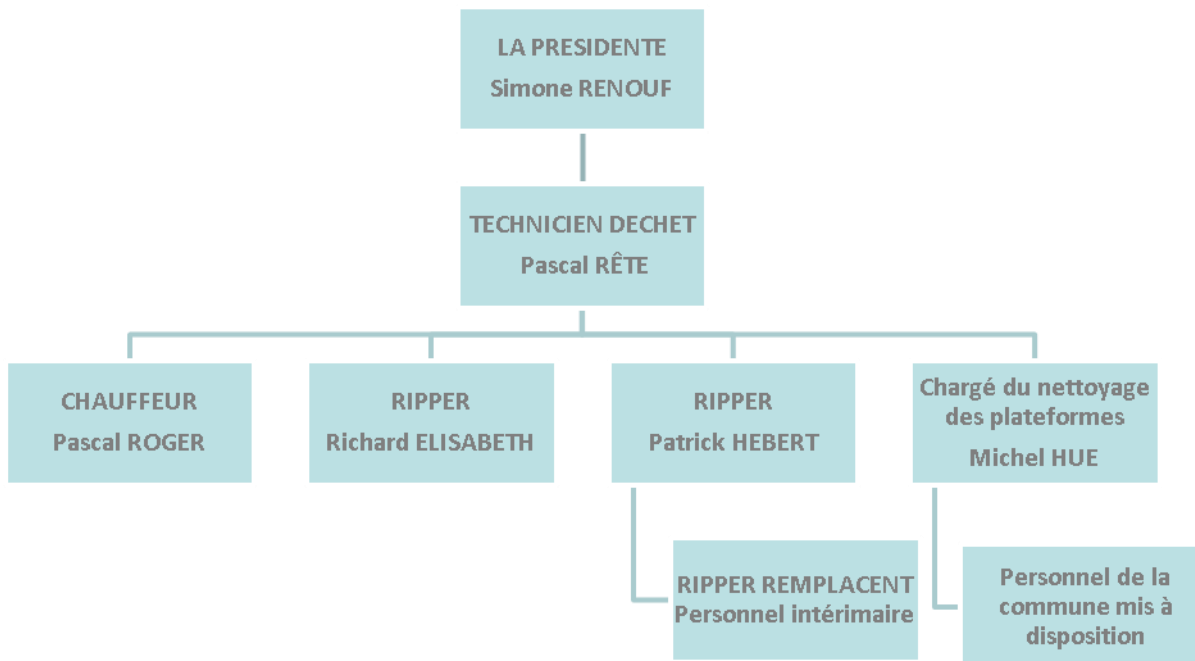 LA PRESIDENTE
Simone RENOUF
TECHNICIEN DECHET
Pascal RÊTE
CHAUFFEUR
Pascal ROGER
RIPPER
Richard ELISABETH
RIPPER
Patrick HEBERT
Chargé du nettoyage
des plateformes
Michel HUE
RIPPER REMPLACENT
Personnel intérimaire
Personnel de la
commune mis à
disposition